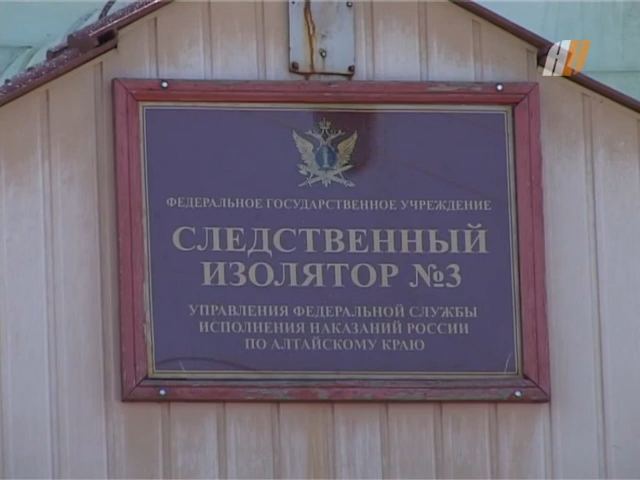 ФЕДЕРАЛЬНОЕ ГОСУДАРСТВЕННОЕ УЧРЕЖДЕНИЕ
СЛЕДСТВЕННЫЙ
ИЗОЛЯТОР №3
УПРАВЛЕНИЯ ФЕДЕРАЛЬНОЙ СЛУЖБЫ
ИСПОЛНЕНИЯ НАКАЗАНИЙ РОССИИ
ПО АЛТАЙСКОМУ КРАЮ